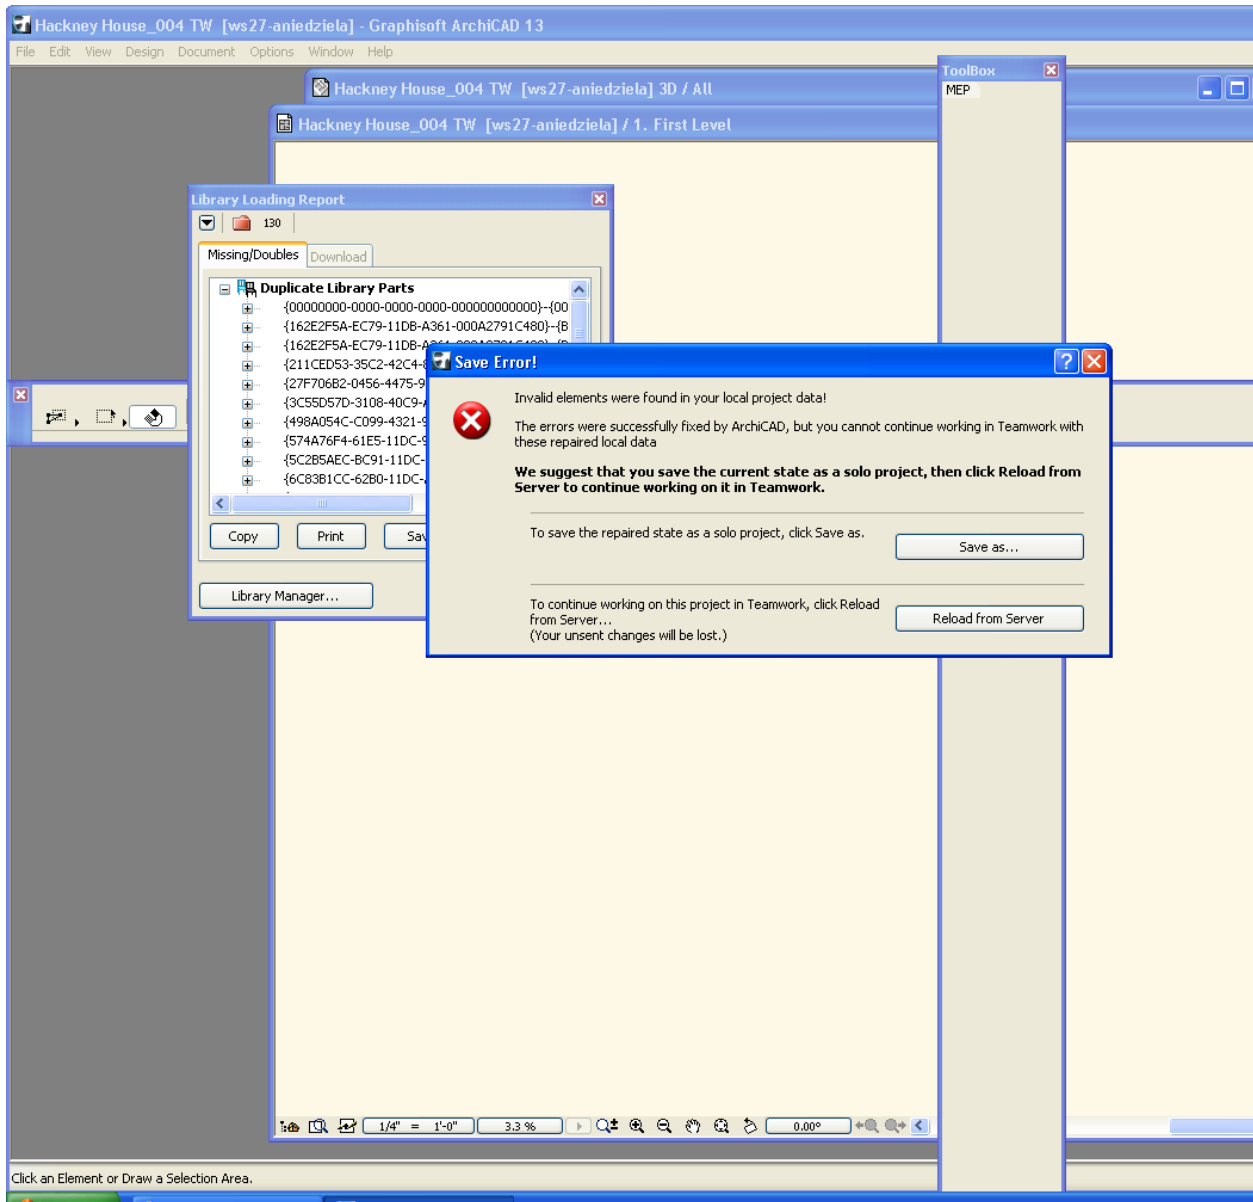 Hackney House_004 TW [ws27-aniedziela] - Graphisoft ArchiCAD 13
File Edit View Design Document Options Window Help
ToolBox
MEP
Hackney House_004 TW [ws27-aniedziela] 3D / All
Hackney House_004 TW [ws27-aniedziela] / 1. First Level
Library Loading Report
130
Missing/Doubles Download
Duplicate Library Parts
{00000000-0000-0000-0000-000000000000}--{00
{162E2F5A-EC79-11DB-A361-000A2791C480}--{B
{211CED53-35C2-42C4-
{27F706B2-0456-4475-9
{3C55D57D-3108-40C9-
{498A054C-C099-4321-9
{574A76F4-61E5-11DC-9
{5C2B5AEC-BC91-11DC-
{6C83B1CC-62B0-11DC-
Copy Print Sav
Library Manager...
Save Error!
Invalid elements were found in your local project data!
The errors were successfully fixed by ArchiCAD, but you cannot continue working in Teamwork with
these repaired local data
We suggest that you save the current state as a solo project, then click Reload from
Server to continue working on it in Teamwork.
To save the repaired state as a solo project, click Save as.
Save as...
To continue working on this project in Teamwork, click Reload
from Server...
(Your unsent changes will be lost.)
Reload from Server
1/4" = 1'-0" 3.3 % 0.00°
Click an Element or Draw a Selection Area.